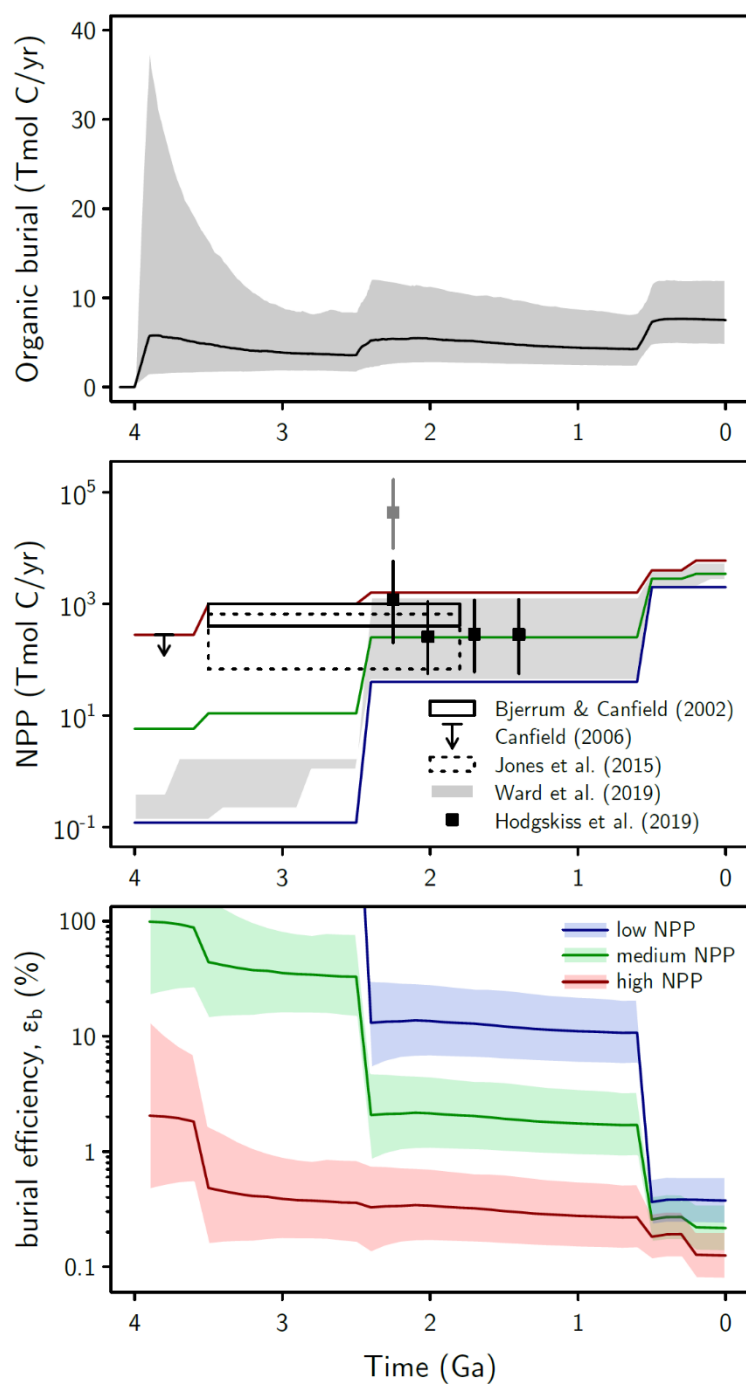 Organic burial (Tmol C/yr)
40
30
20
10
0
4 3 2 1 0
NPP (Tmol C/yr)
10^5
10^3
10^1
10^-1
Bjerrum & Canfield (2002)
Canfield (2006)
Jones et al. (2015)
Ward et al. (2019)
Hodgskiss et al. (2019)
4 3 2 1 0
burial efficiency, ε_b (%)
100
10
1
0.1
low NPP
medium NPP
high NPP
4 3 2 1 0
Time (Ga)